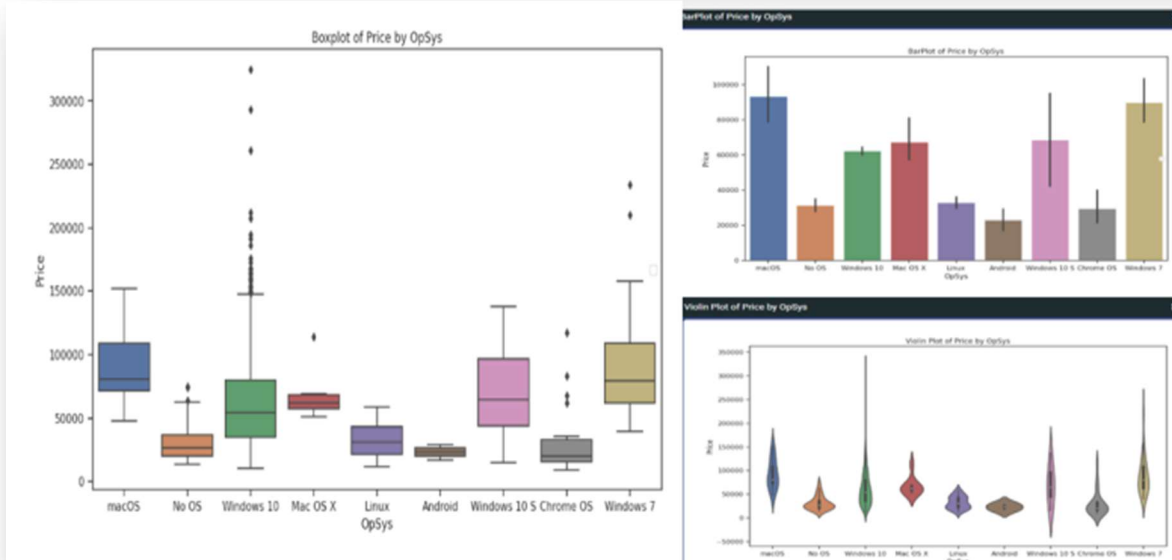 Boxplot of Price by OpSys
300000
250000
200000
150000
100000
50000
0
Price
macOS No OS Windows 10 Mac OS X Linux Android Windows 10 S Chrome OS Windows 7
OpSys
BarPlot of Price by OpSys
BarPlot of Price by OpSys
100000
80000
60000
40000
20000
0
Price
macOS No OS Windows 10 Mac OS X Linux Android Windows 10 S Chrome OS Windows 7
OpSys
Violin Plot of Price by OpSys
Violin Plot of Price by OpSys
350000
300000
250000
200000
150000
100000
50000
0
−50000
Price
macOS No OS Windows 10 Mac OS X Linux Android Windows 10 S Chrome OS Windows 7